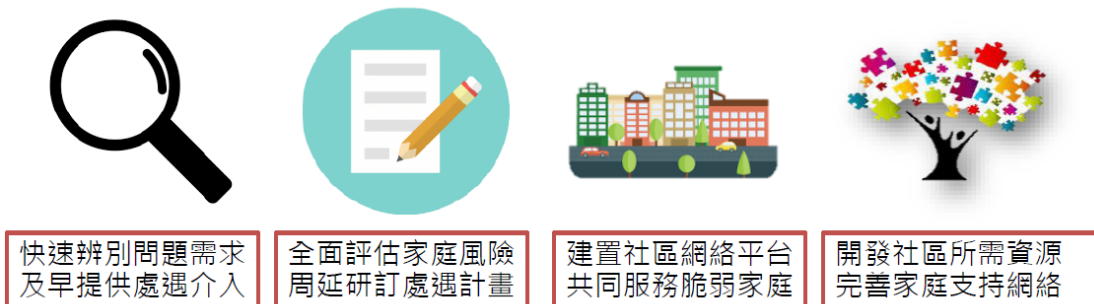 快速辨別問題需求
及早提供處遇介入
全面評估家庭風險
周延研訂處遇計畫
建置社區網絡平台
共同服務脆弱家庭
開發社區所需資源
完善家庭支持網絡